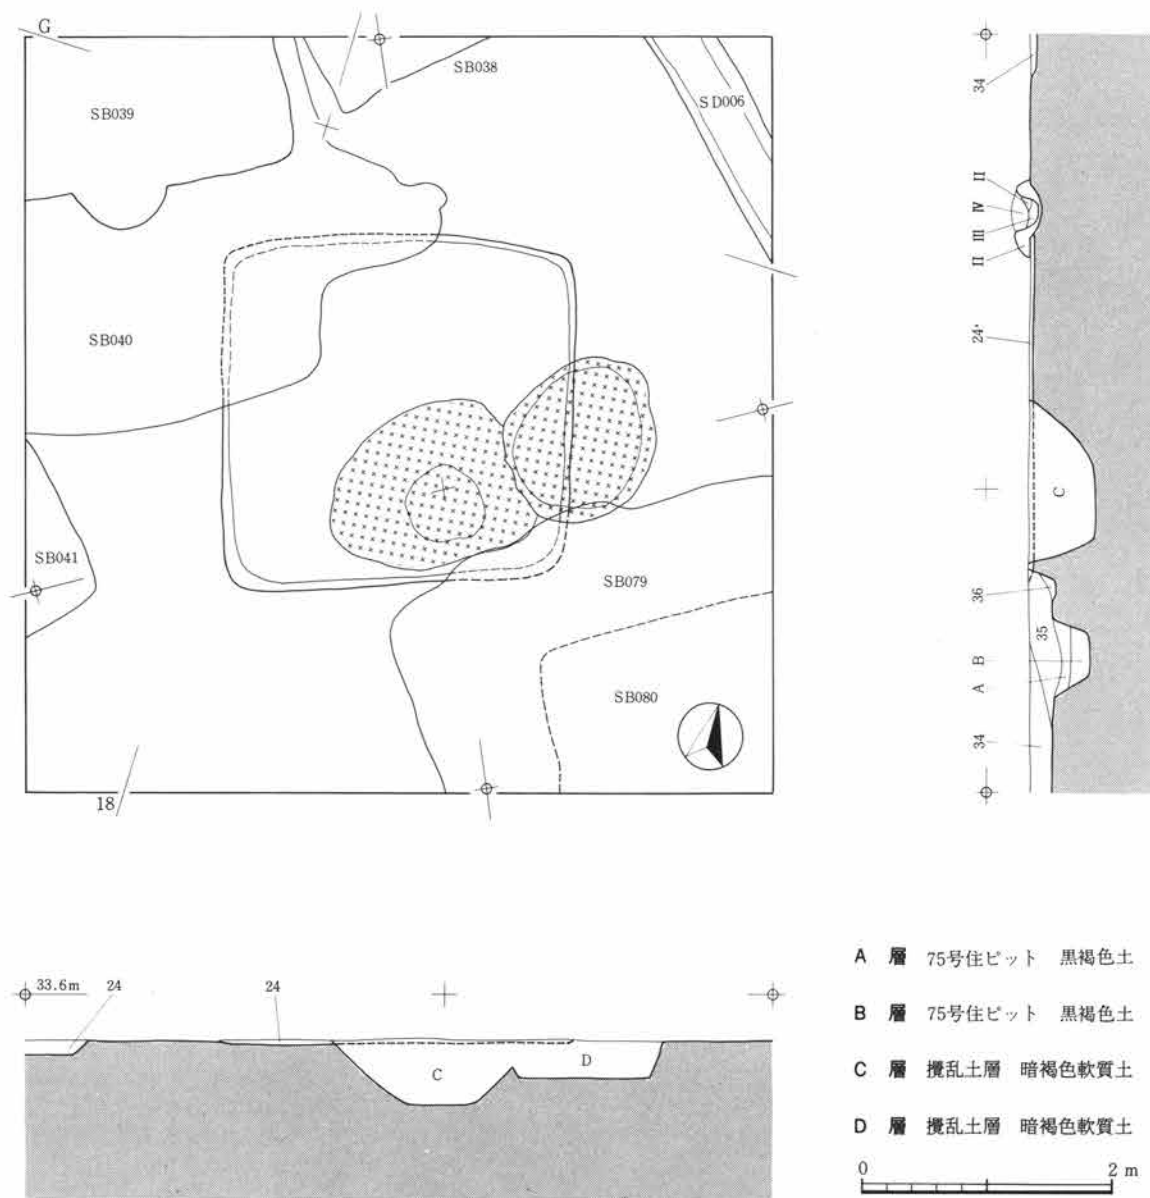 G
SB038
SB039
SD006
SB040
SB041
SB079
SB080
18
34
II
IV
III
II
24'
C
36
35
B
A
34
33.6m
24
24
C
D
A 層 75号住ピット 黒褐色土
B 層 75号住ピット 黒褐色土
C 層 攪乱土層 暗褐色軟質土
D 層 攪乱土層 暗褐色軟質土
0 2 m